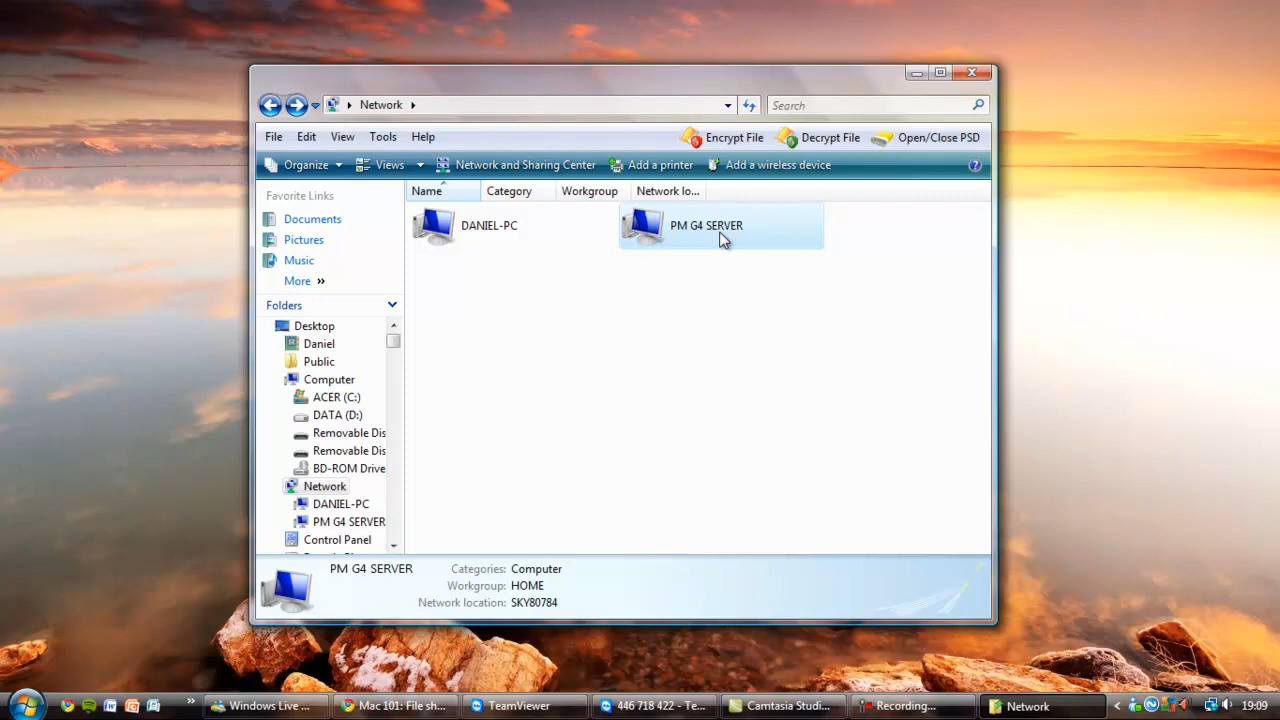 Network
Search
File Edit View Tools Help
Encrypt File Decrypt File Open/Close PSD
Organize Views Network and Sharing Center Add a printer Add a wireless device
Favorite Links
Documents
Pictures
Music
More »
Folders
Name Category Workgroup Network lo...
DANIEL-PC PM G4 SERVER
Desktop
Daniel
Public
Computer
ACER (C:)
DATA (D:)
Removable Dis
Removable Dis
BD-ROM Drive
Network
DANIEL-PC
PM G4 SERVER
Control Panel
PM G4 SERVER Categories: Computer
Workgroup: HOME
Network location: SKY80784
Windows Live ... Mac 101: File sh... TeamViewer 446 718 422 - Te... Camtasia Studi... Recording... Network 19:09